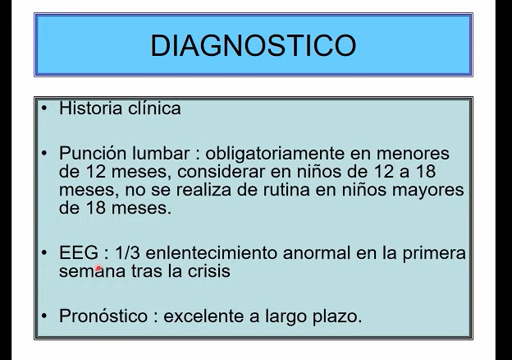 DIAGNOSTICO
• Historia clínica
• Punción lumbar : obligatoriamente en menores
de 12 meses, considerar en niños de 12 a 18
meses, no se realiza de rutina en niños mayores
de 18 meses.
• EEG : 1/3 enlentecimiento anormal en la primera
semana tras la crisis
• Pronóstico : excelente a largo plazo.